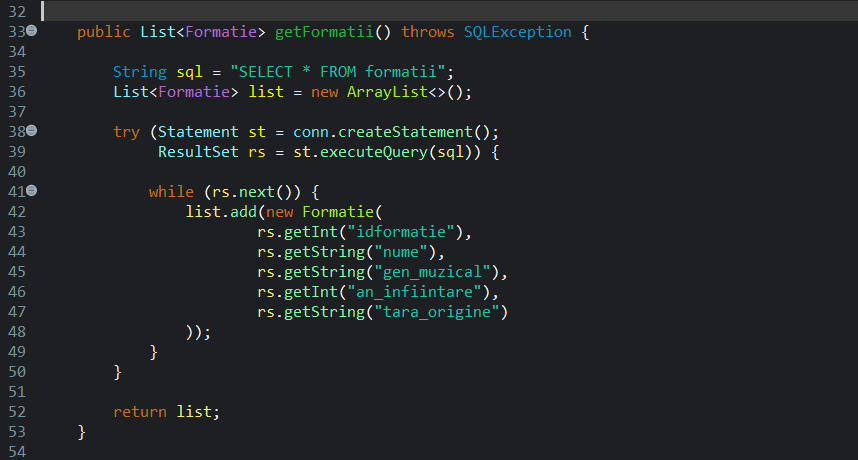 32
33 public List<Formatie> getFormatii() throws SQLException {
34
35 String sql = "SELECT * FROM formatii";
36 List<Formatie> list = new ArrayList<>();
37
38 try (Statement st = conn.createStatement();
39 ResultSet rs = st.executeQuery(sql)) {
40
41 while (rs.next()) {
42 list.add(new Formatie(
43 rs.getInt("idformatie"),
44 rs.getString("nume"),
45 rs.getString("gen_muzical"),
46 rs.getInt("an_infiintare"),
47 rs.getString("tara_origine")
48 ));
49 }
50 }
51
52 return list;
53 }
54